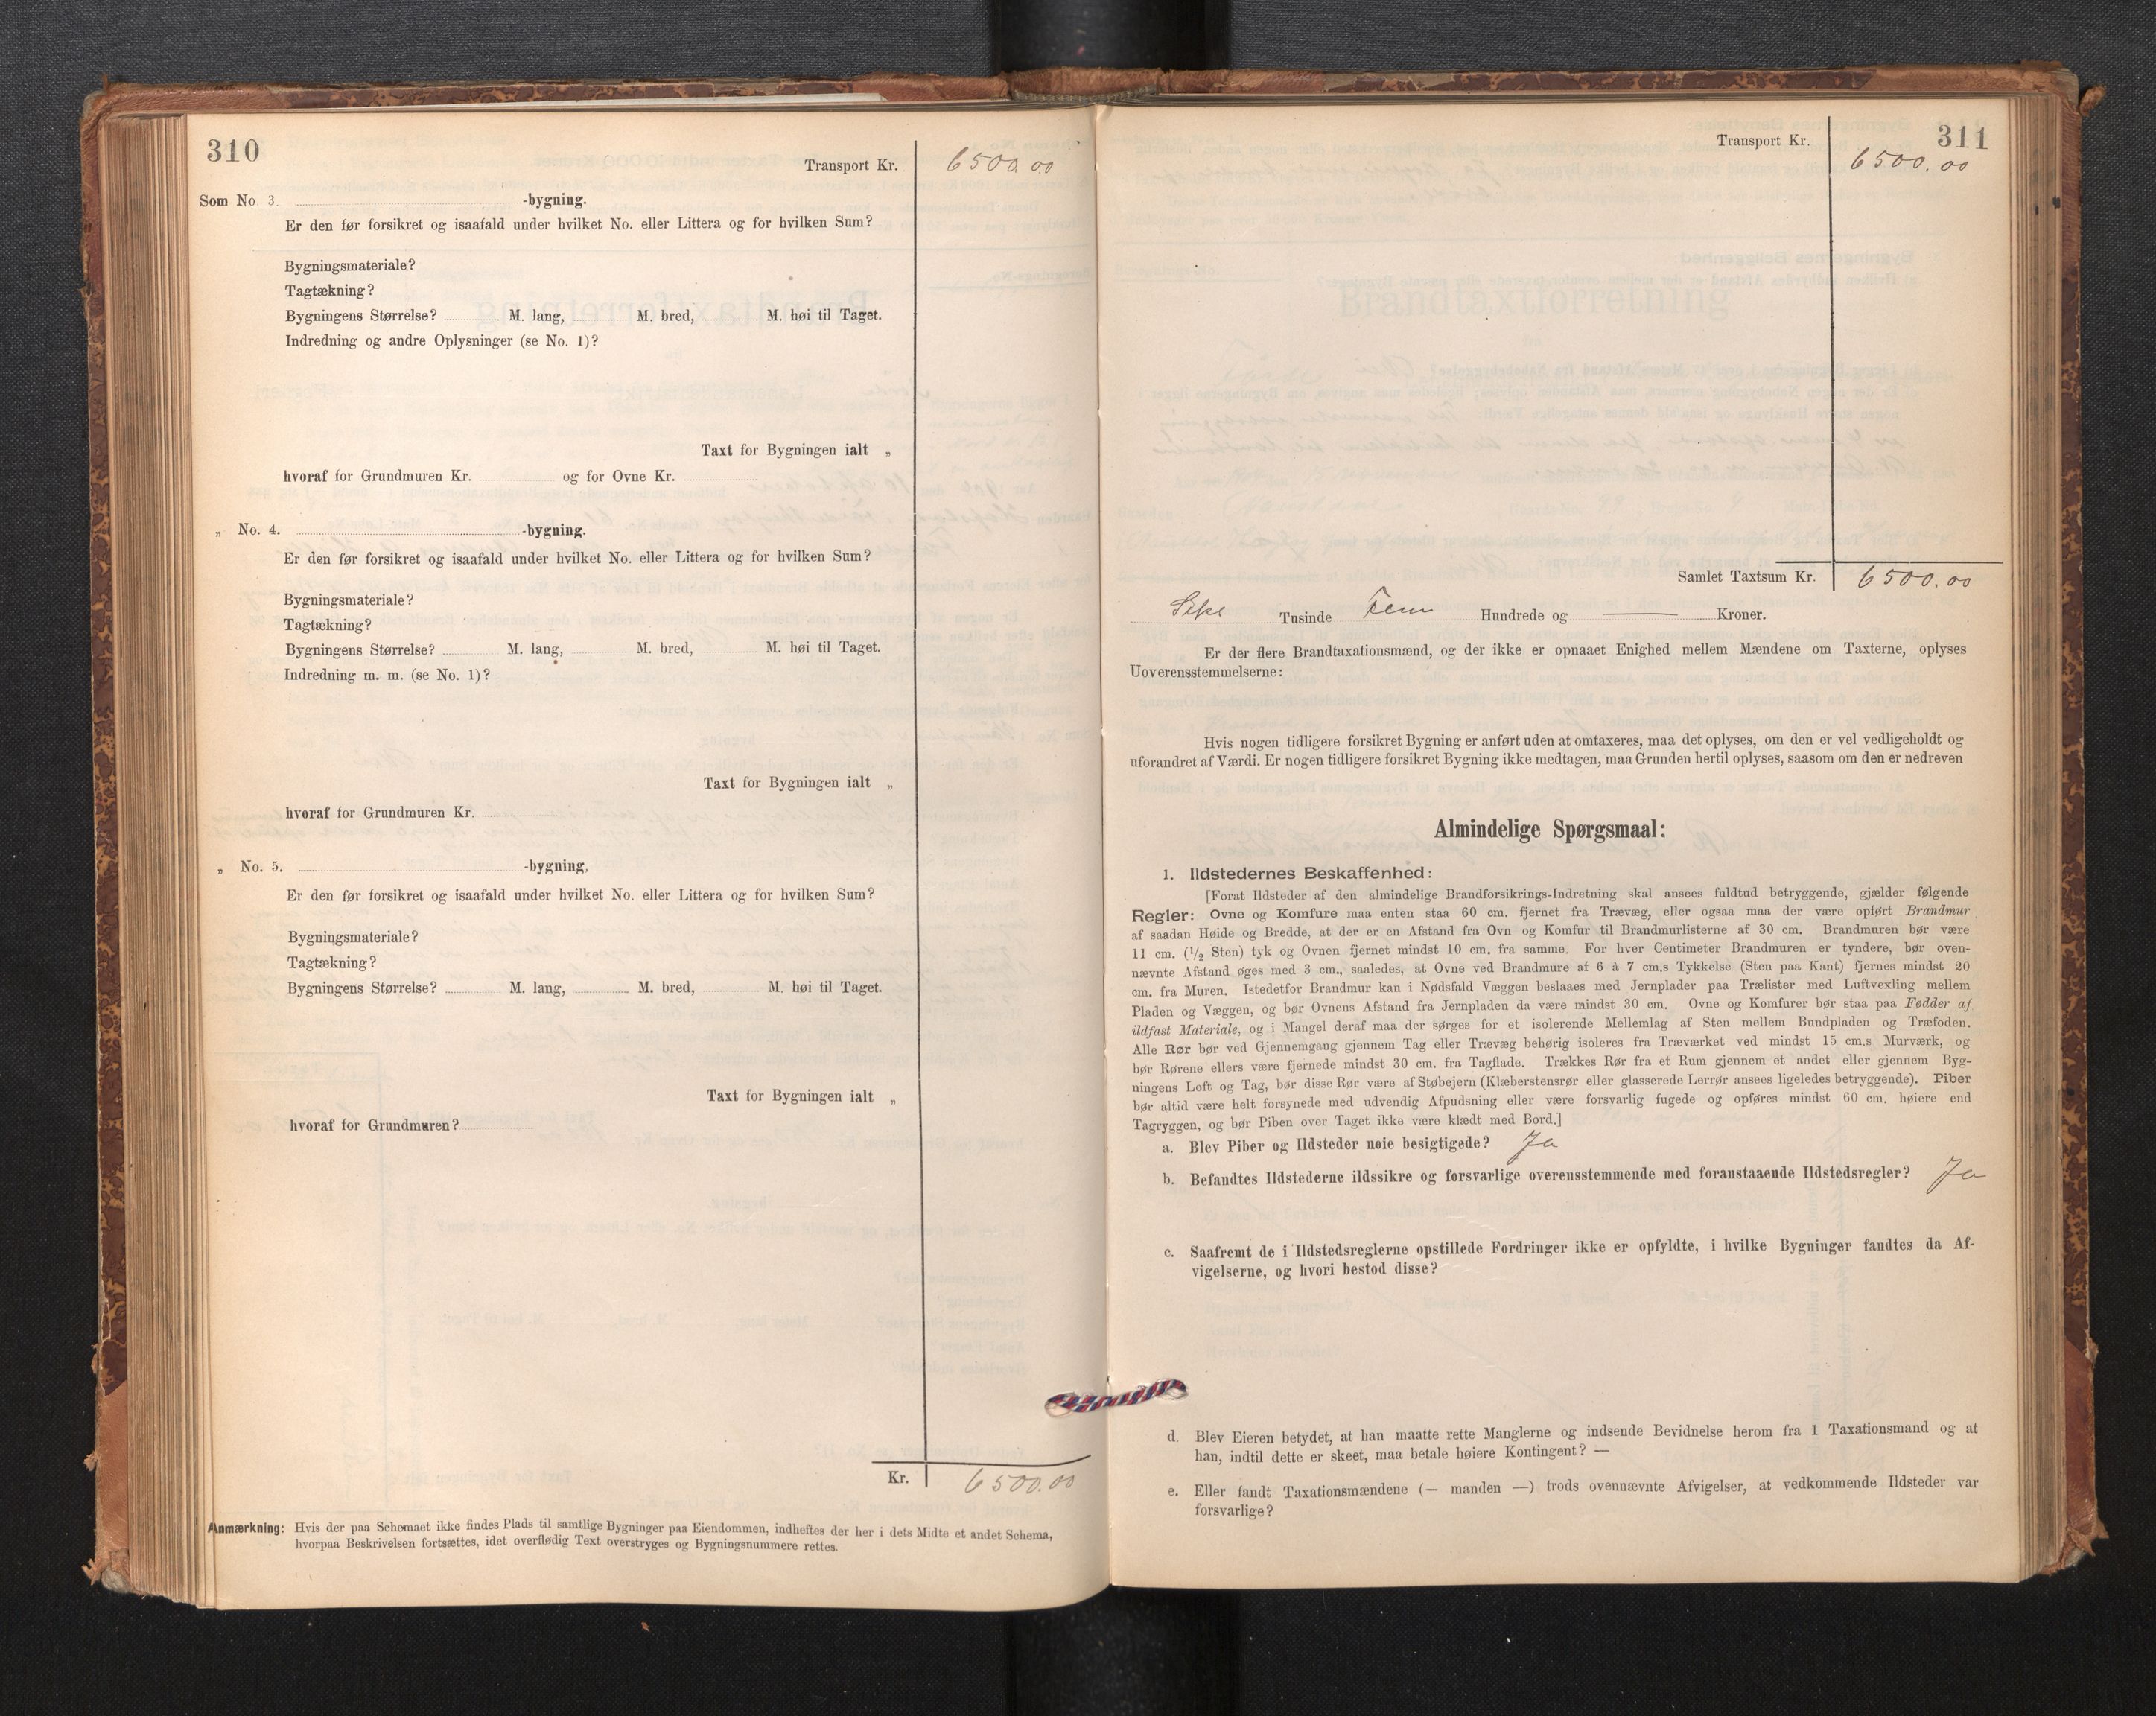 310
Transport Kr. 6500.00
Som No. 3. -bygning.
Er den før forsikret og isaafald under hvilket No. eller Littera og for hvilken Sum?
Bygningsmateriale?
Tagtækning?
Bygningens Størrelse? M. lang, M. bred, M. høi til Taget.
Indredning og andre Oplysninger (se No. 1)?
Taxt for Bygningen ialt „
hvoraf for Grundmuren Kr. og for Ovne Kr.
„ No. 4. -bygning.
Er den før forsikret og isaafald under hvilket No. eller Littera og for hvilken Sum?
Bygningsmateriale?
Tagtækning?
Bygningens Størrelse? M. lang, M. bred, M. høi til Taget.
Indredning m. m. (se No. 1)?
Taxt for Bygningen ialt „
hvoraf for Grundmuren Kr.
„ No. 5. -bygning,
Er den før forsikret og isaafald under hvilket No. eller Littera og for hvilken Sum?
Bygningsmateriale?
Tagtækning?
Bygningens Størrelse? M. lang, M. bred, M. høi til Taget.
Taxt for Bygningen ialt „
hvoraf for Grundmuren?
Kr. 6500.00
Anmærkning: Hvis der paa Schemaet ikke findes Plads til samtlige Bygninger paa Eiendommen, indheftes der her i dets Midte et andet Schema,
hvorpaa Beskrivelsen fortsættes, idet overflødig Text overstryges og Bygningsnummere rettes.
311
Transport Kr. 6500.00
Samlet Taxtsum Kr. 6500.00
Sex Tusinde Fem Hundrede og — Kroner.
Er der flere Brandtaxationsmænd, og der ikke er opnaaet Enighed mellem Mændene om Taxterne, oplyses
Uoverensstemmelserne:
Hvis nogen tidligere forsikret Bygning er anført uden at omtaxeres, maa det oplyses, om den er vel vedligeholdt og
uforandret af Værdi. Er nogen tidligere forsikret Bygning ikke medtagen, maa Grunden hertil oplyses, saasom om den er nedreven
Almindelige Spørgsmaal:
1. Ildstedernes Beskaffenhed:
[Forat Ildsteder af den almindelige Brandforsikrings-Indretning skal ansees fuldtud betryggende, gjælder følgende
Regler: Ovne og Komfure maa enten staa 60 cm. fjernet fra Trævæg, eller ogsaa maa der være opført Brandmur
af saadan Høide og Bredde, at der er en Afstand fra Ovn og Komfur til Brandmurlisterne af 30 cm. Brandmuren bør være
11 cm. (1/2 Sten) tyk og Ovnen fjernet mindst 10 cm. fra samme. For hver Centimeter Brandmuren er tyndere, bør oven-
nævnte Afstand øges med 3 cm., saaledes, at Ovne ved Brandmure af 6 à 7 cm.s Tykkelse (Sten paa Kant) fjernes mindst 20
cm. fra Muren. Istedetfor Brandmur kan i Nødsfald Væggen beslaaes med Jernplader paa Trælister med Luftvexling mellem
Pladen og Væggen, og bør Ovnens Afstand fra Jernpladen da være mindst 30 cm. Ovne og Komfurer bør staa paa Fødder af
ildfast Materiale, og i Mangel deraf maa der sørges for et isolerende Mellemlag af Sten mellem Bundpladen og Træfoden.
Alle Rør bør ved Gjennemgang gjennem Tag eller Trævæg behørig isoleres fra Træværket ved mindst 15 cm.s Murværk, og
bør Rørene ellers være fjernede mindst 30 cm. fra Tagflade. Trækkes Rør fra et Rum gjennem et andet eller gjennem Byg-
ningens Loft og Tag, bør disse Rør være af Støbejern (Klæberstensrør eller glasserede Lerrør ansees ligeledes betryggende). Piber
bør altid være helt forsynede med udvendig Afpudsning eller være forsvarlig fugede og opføres mindst 60 cm. høiere end
Tagryggen, og bør Piben over Taget ikke være klædt med Bord.]
a. Blev Piber og Ildsteder nøie besigtigede? Ja
b. Befandtes Ildstederne ildssikre og forsvarlige overensstemmende med foranstaaende Ildstedsregler? Ja
c. Saafremt de i Ildstedsreglerne opstillede Fordringer ikke er opfyldte, i hvilke Bygninger fandtes da Af-
vigelserne, og hvori bestod disse?
d. Blev Eieren betydet, at han maatte rette Manglerne og indsende Bevidnelse herom fra 1 Taxationsmand og at
han, indtil dette er skeet, maa betale høiere Kontingent? —
e. Eller fandt Taxationsmændene (— manden —) trods ovennævnte Afvigelser, at vedkommende Ildsteder var
forsvarlige?